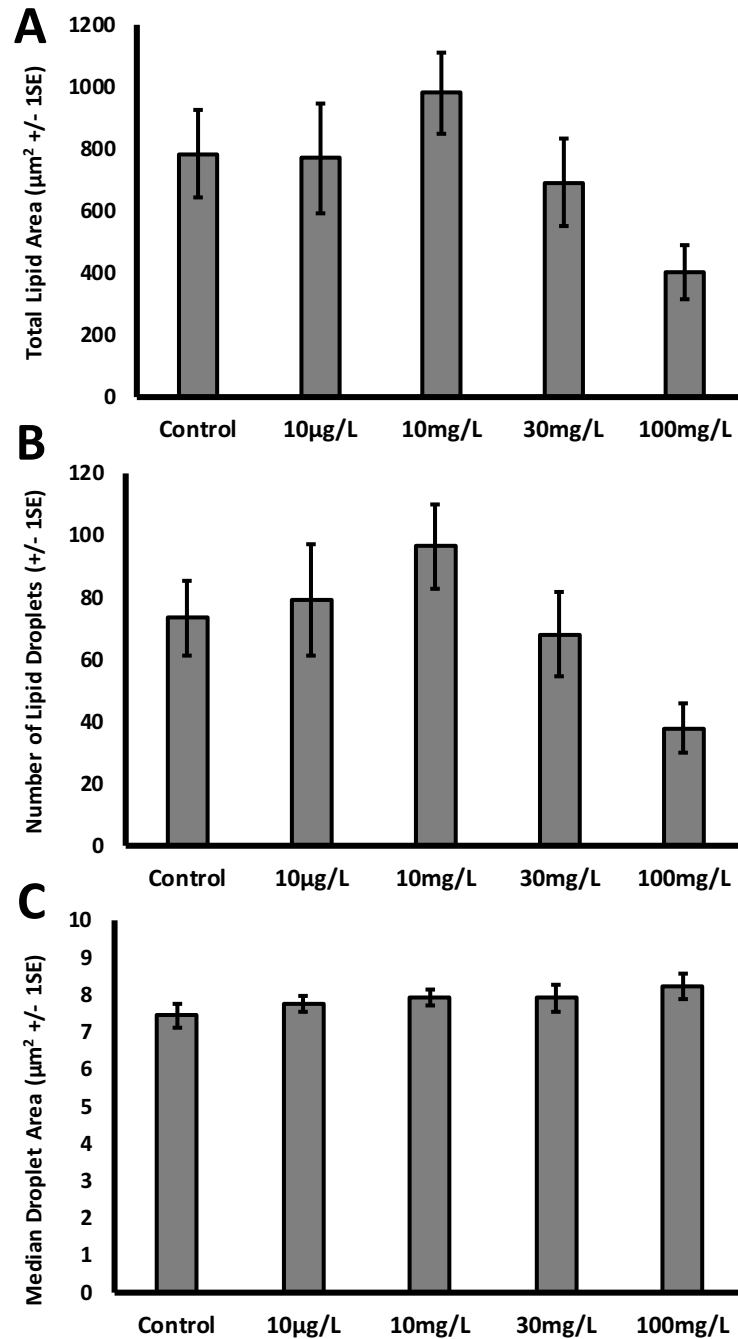 A
Total Lipid Area (µm² +/- 1SE)
1200
1000
800
600
400
200
0
Control 10µg/L 10mg/L 30mg/L 100mg/L
B
Number of Lipid Droplets (+/- 1SE)
120
100
80
60
40
20
0
Control 10µg/L 10mg/L 30mg/L 100mg/L
C
Median Droplet Area (µm² +/- 1SE)
10
9
8
7
6
5
4
3
2
1
0
Control 10µg/L 10mg/L 30mg/L 100mg/L